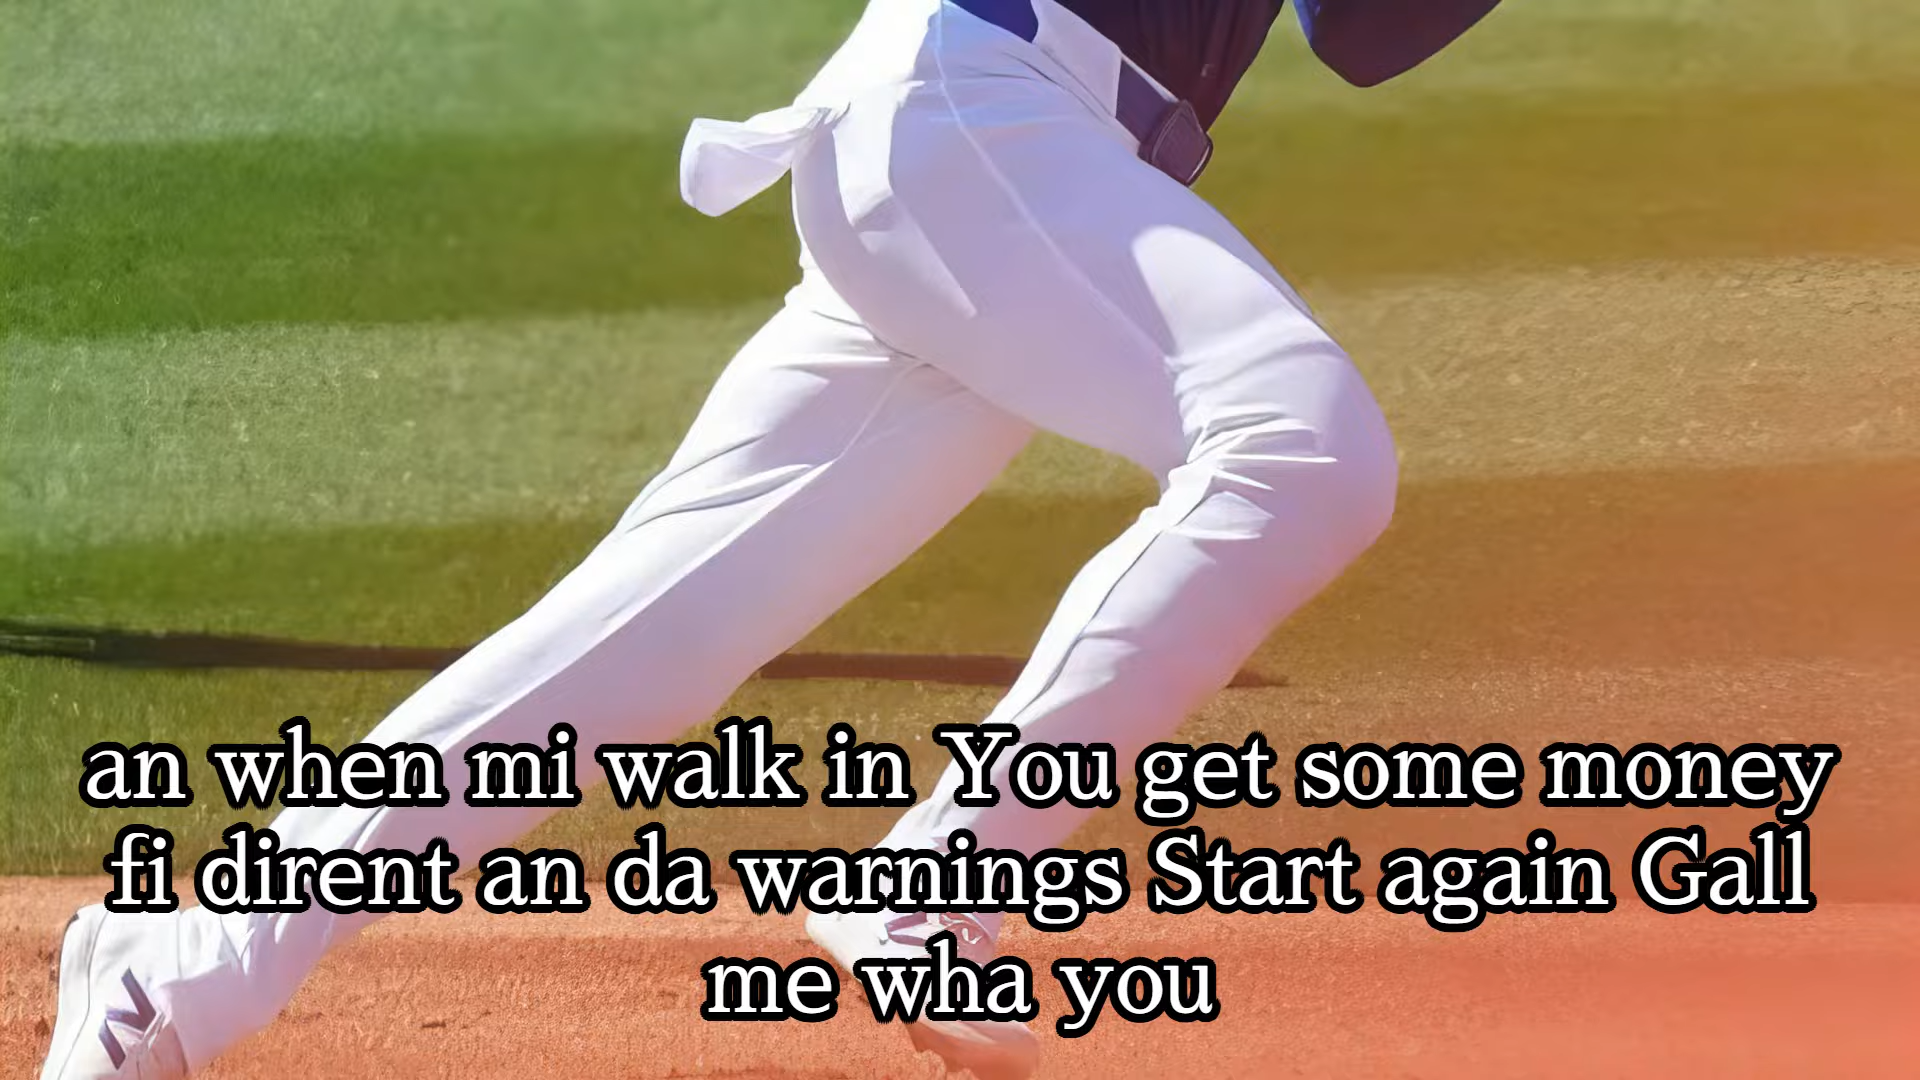 an when mi walk in You get some money
fi dirent an da warnings Start again Gall
me wha you